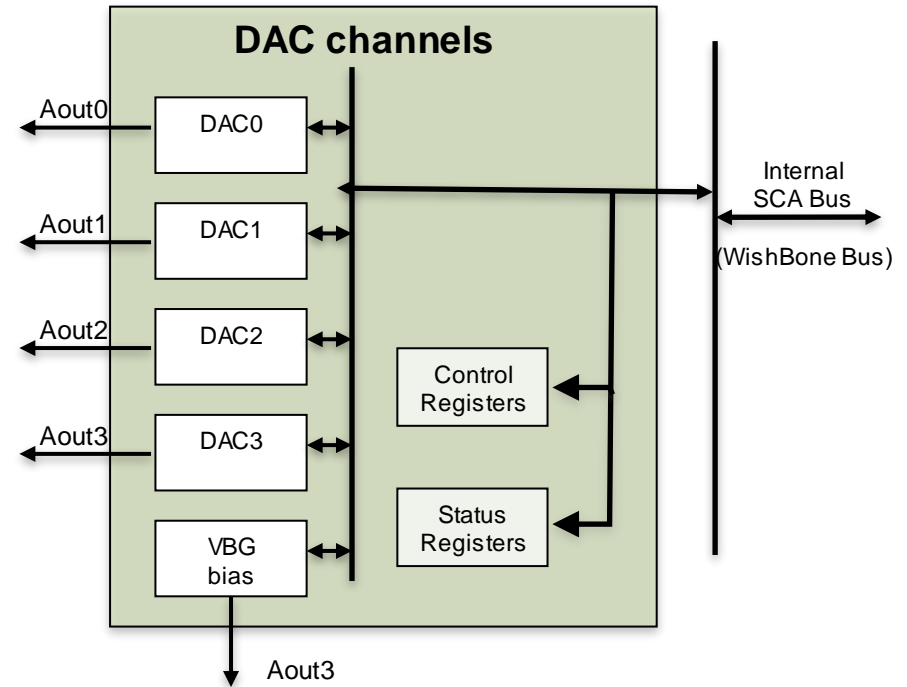 DAC channels
Aout0
DAC0
Aout1
DAC1
Aout2
DAC2
Aout3
DAC3
VBG
bias
Aout3
Control
Registers
Status
Registers
Internal
SCA Bus
(WishBone Bus)